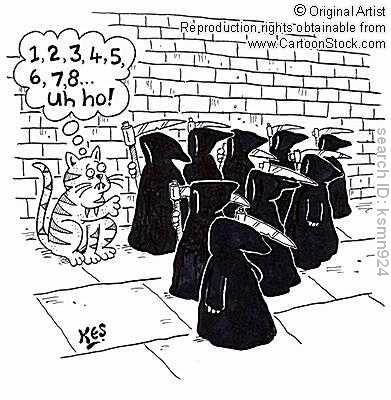 © Original Artist
Reproduction rights obtainable from
www.CartoonStock.com
1, 2, 3, 4, 5,
6, 7, 8...
uh ho!
search ID: ksmn924
KES